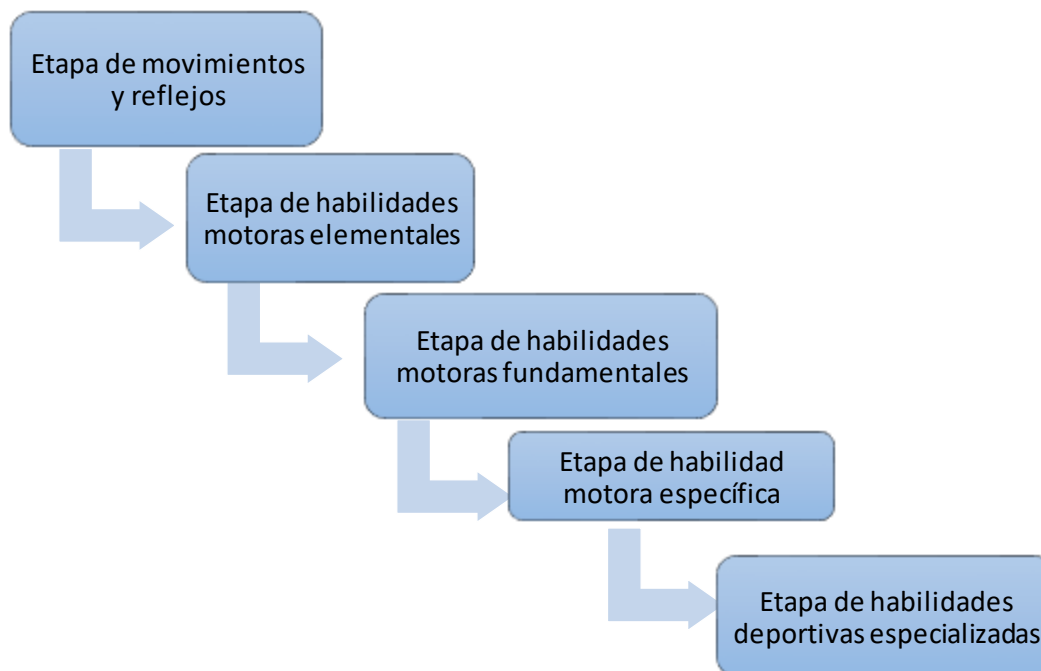 Etapa de movimientos
y reflejos
Etapa de habilidades
motoras elementales
Etapa de habilidades
motoras fundamentales
Etapa de habilidad
motora específica
Etapa de habilidades
deportivas especializadas